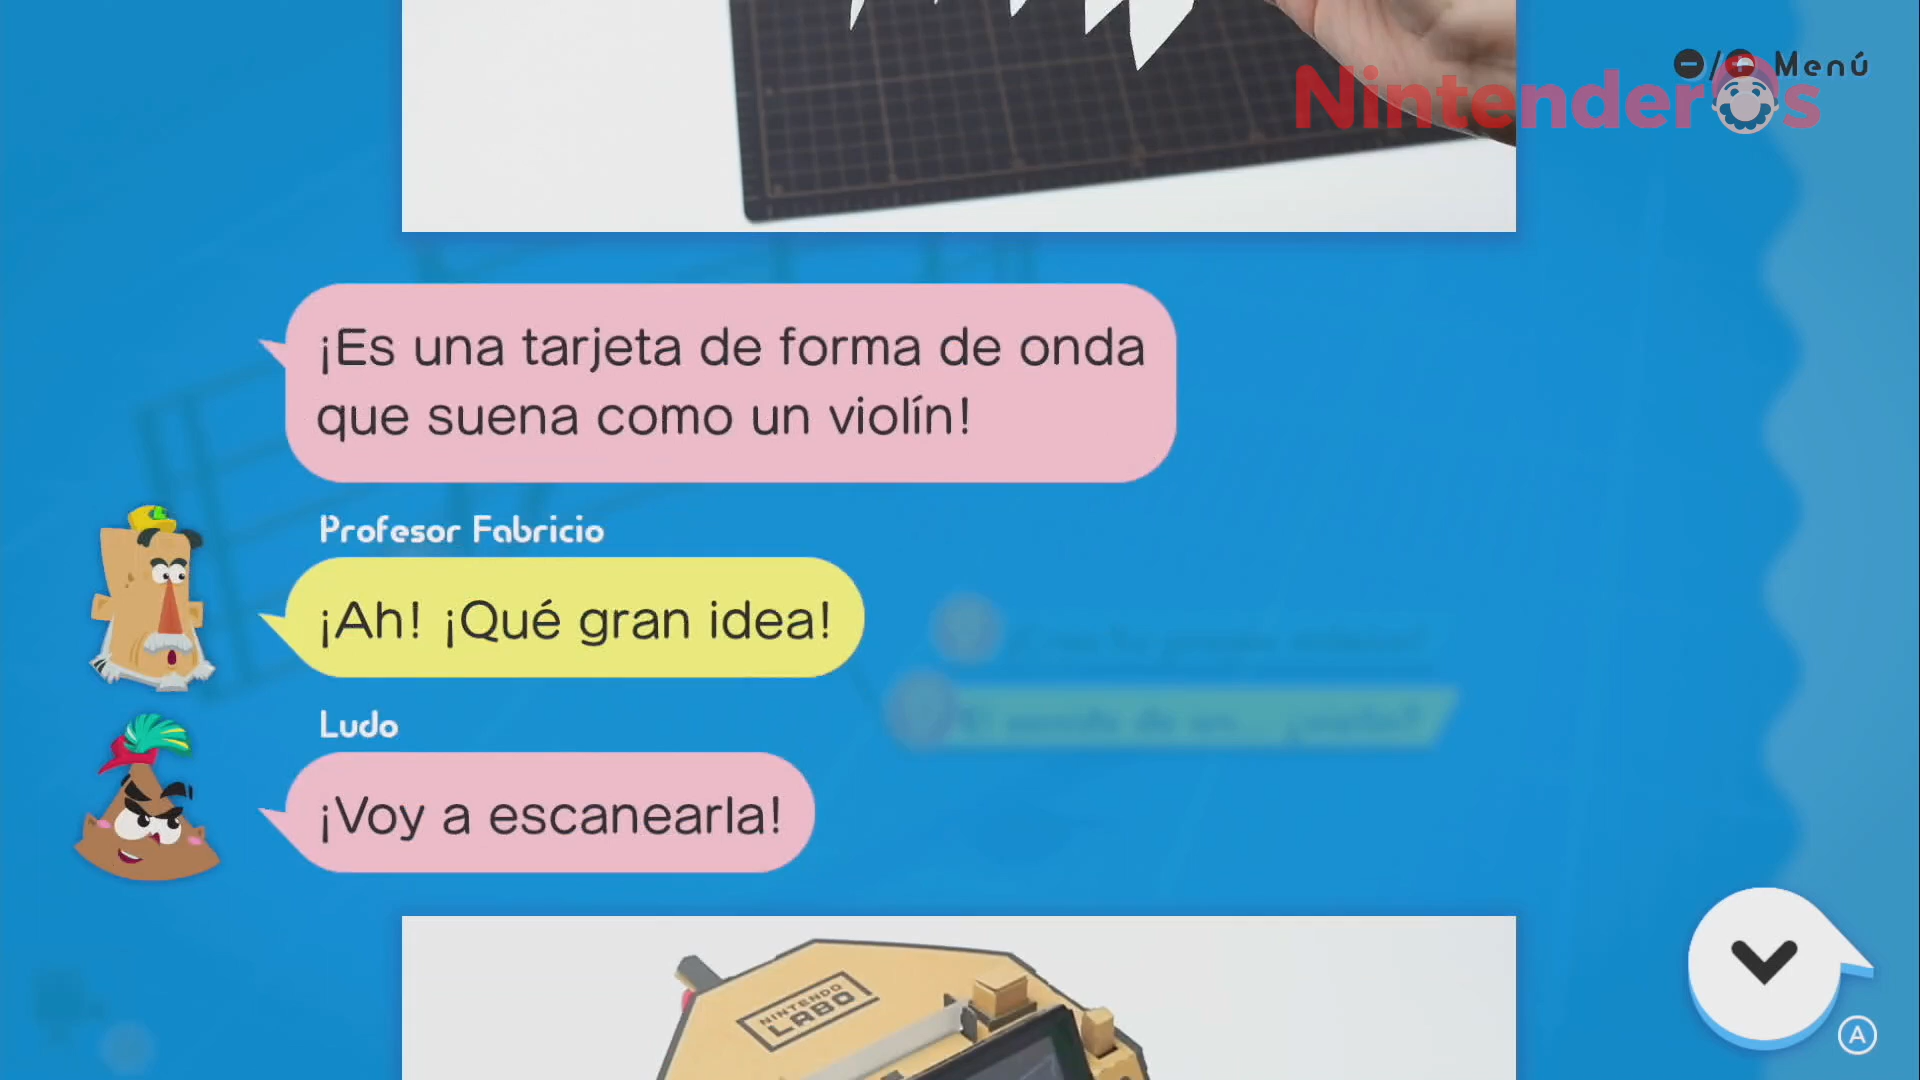 Menú
NintenderOs
¡Es una tarjeta de forma de onda
que suena como un violín!
Profesor Fabricio
¡Ah! ¡Qué gran idea!
Ludo
¡Voy a escanearla!
NINTENDO
LABO
A